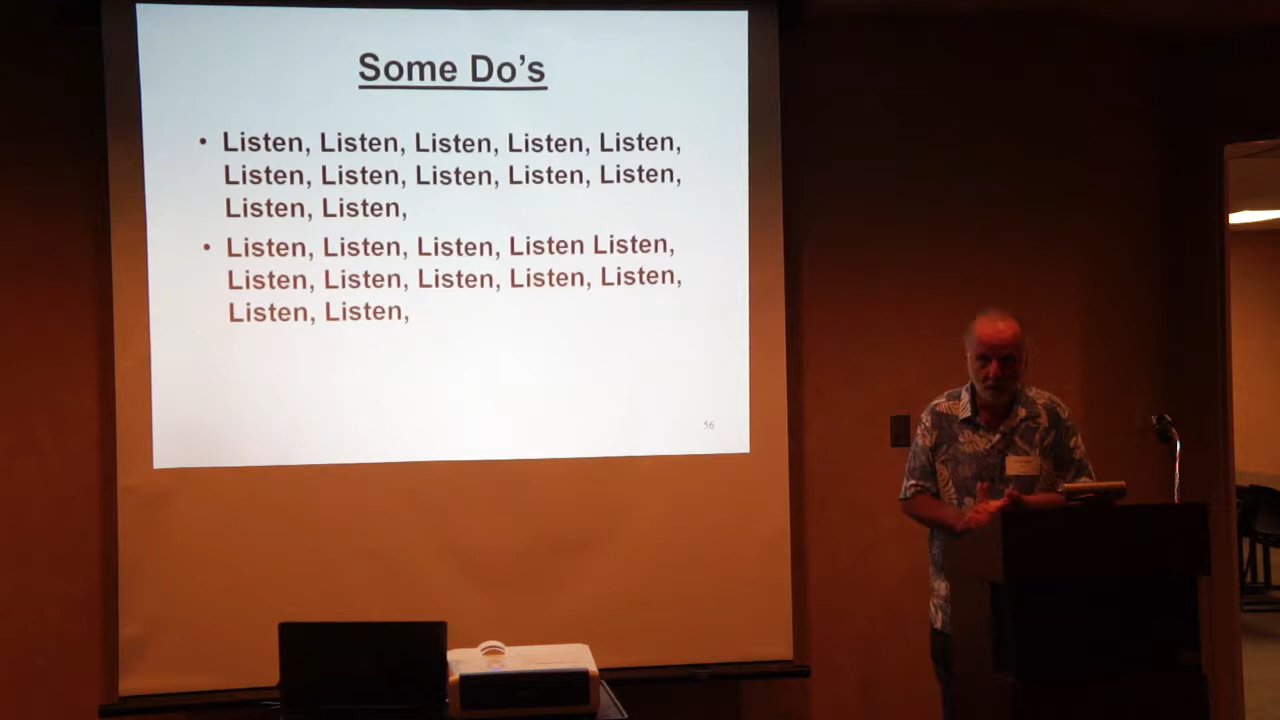 Some Do's
• Listen, Listen, Listen, Listen, Listen,
Listen, Listen, Listen, Listen, Listen,
Listen, Listen,
• Listen, Listen, Listen, Listen Listen,
Listen, Listen, Listen, Listen, Listen,
Listen, Listen,
56